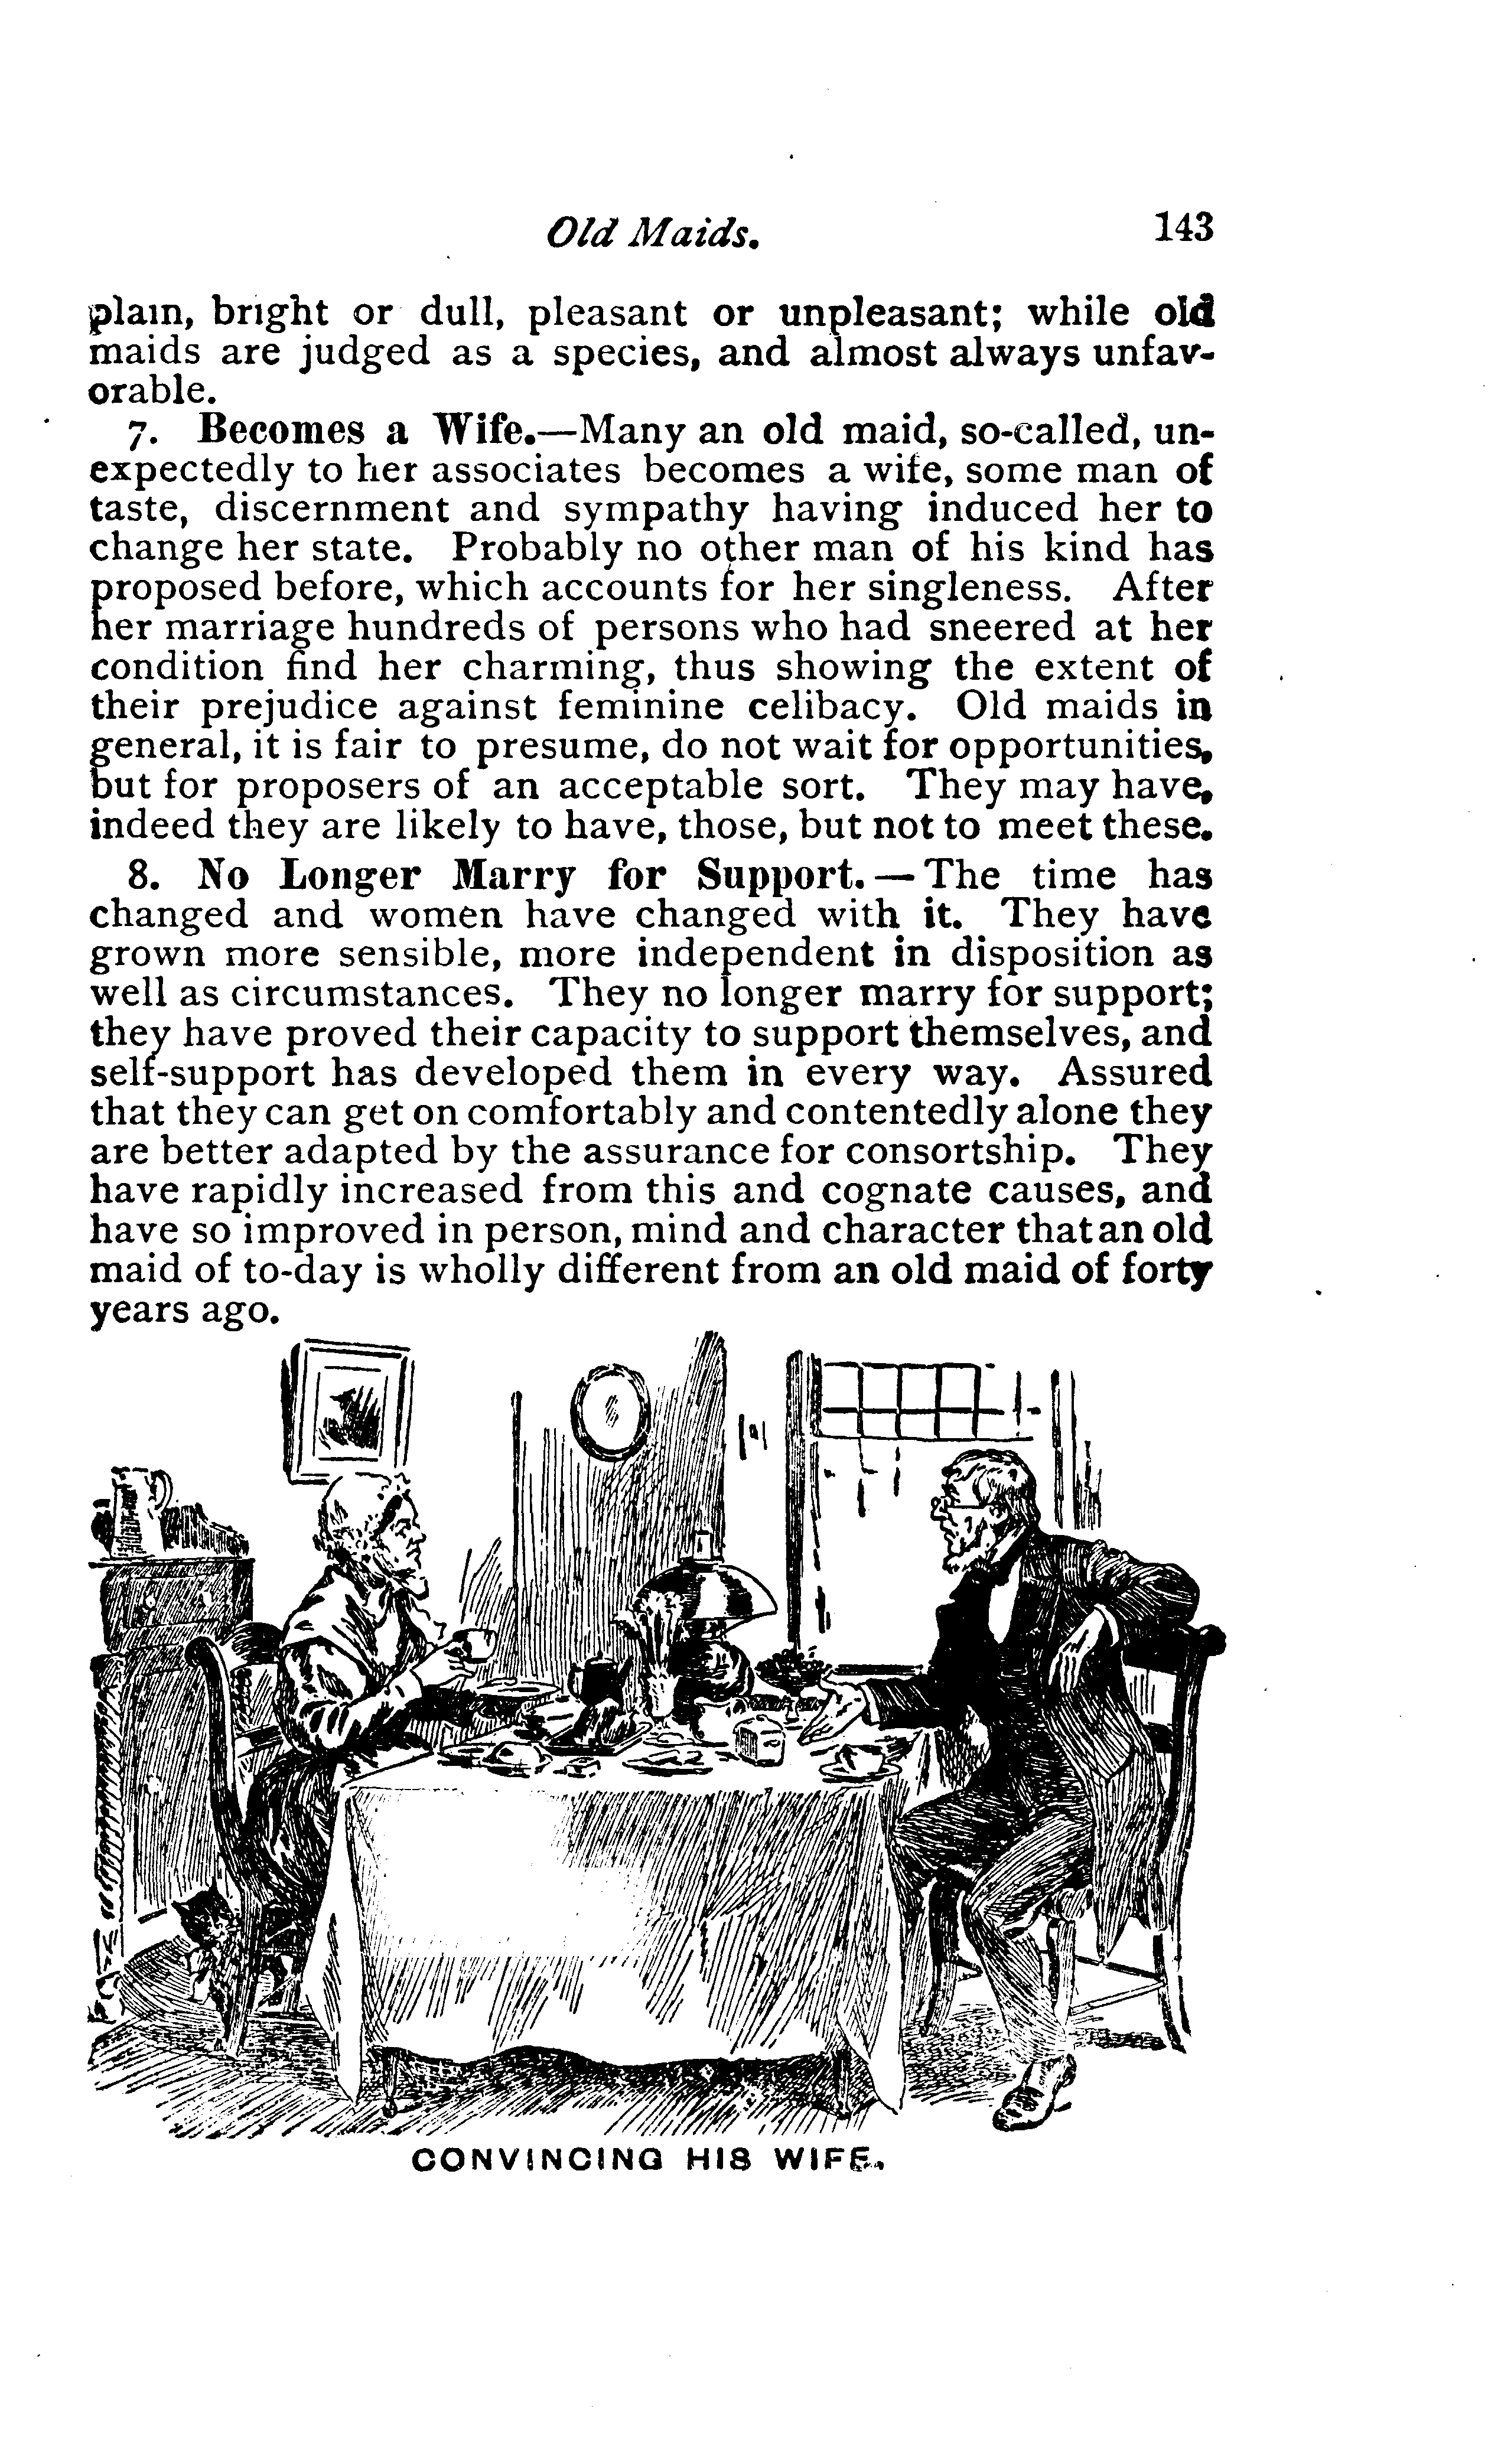 Old Maids. 143
plain, bright or dull, pleasant or unpleasant; while old
maids are judged as a species, and almost always unfav-
orable.
7. Becomes a Wife.—Many an old maid, so-called, un-
expectedly to her associates becomes a wife, some man of
taste, discernment and sympathy having induced her to
change her state. Probably no other man of his kind has
proposed before, which accounts for her singleness. After
her marriage hundreds of persons who had sneered at her
condition find her charming, thus showing the extent of
their prejudice against feminine celibacy. Old maids in
general, it is fair to presume, do not wait for opportunities,
but for proposers of an acceptable sort. They may have,
indeed they are likely to have, those, but not to meet these.
8. No Longer Marry for Support.—The time has
changed and women have changed with it. They have
grown more sensible, more independent in disposition as
well as circumstances. They no longer marry for support;
they have proved their capacity to support themselves, and
self-support has developed them in every way. Assured
that they can get on comfortably and contentedly alone they
are better adapted by the assurance for consortship. They
have rapidly increased from this and cognate causes, and
have so improved in person, mind and character that an old
maid of to-day is wholly different from an old maid of forty
years ago.
CONVINCING HIS WIFE.